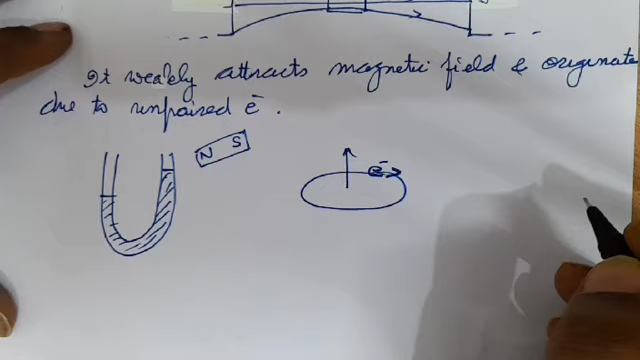 It weakly attracts magnetic field & originate
due to unpaired e⁻.
N S
e⁻